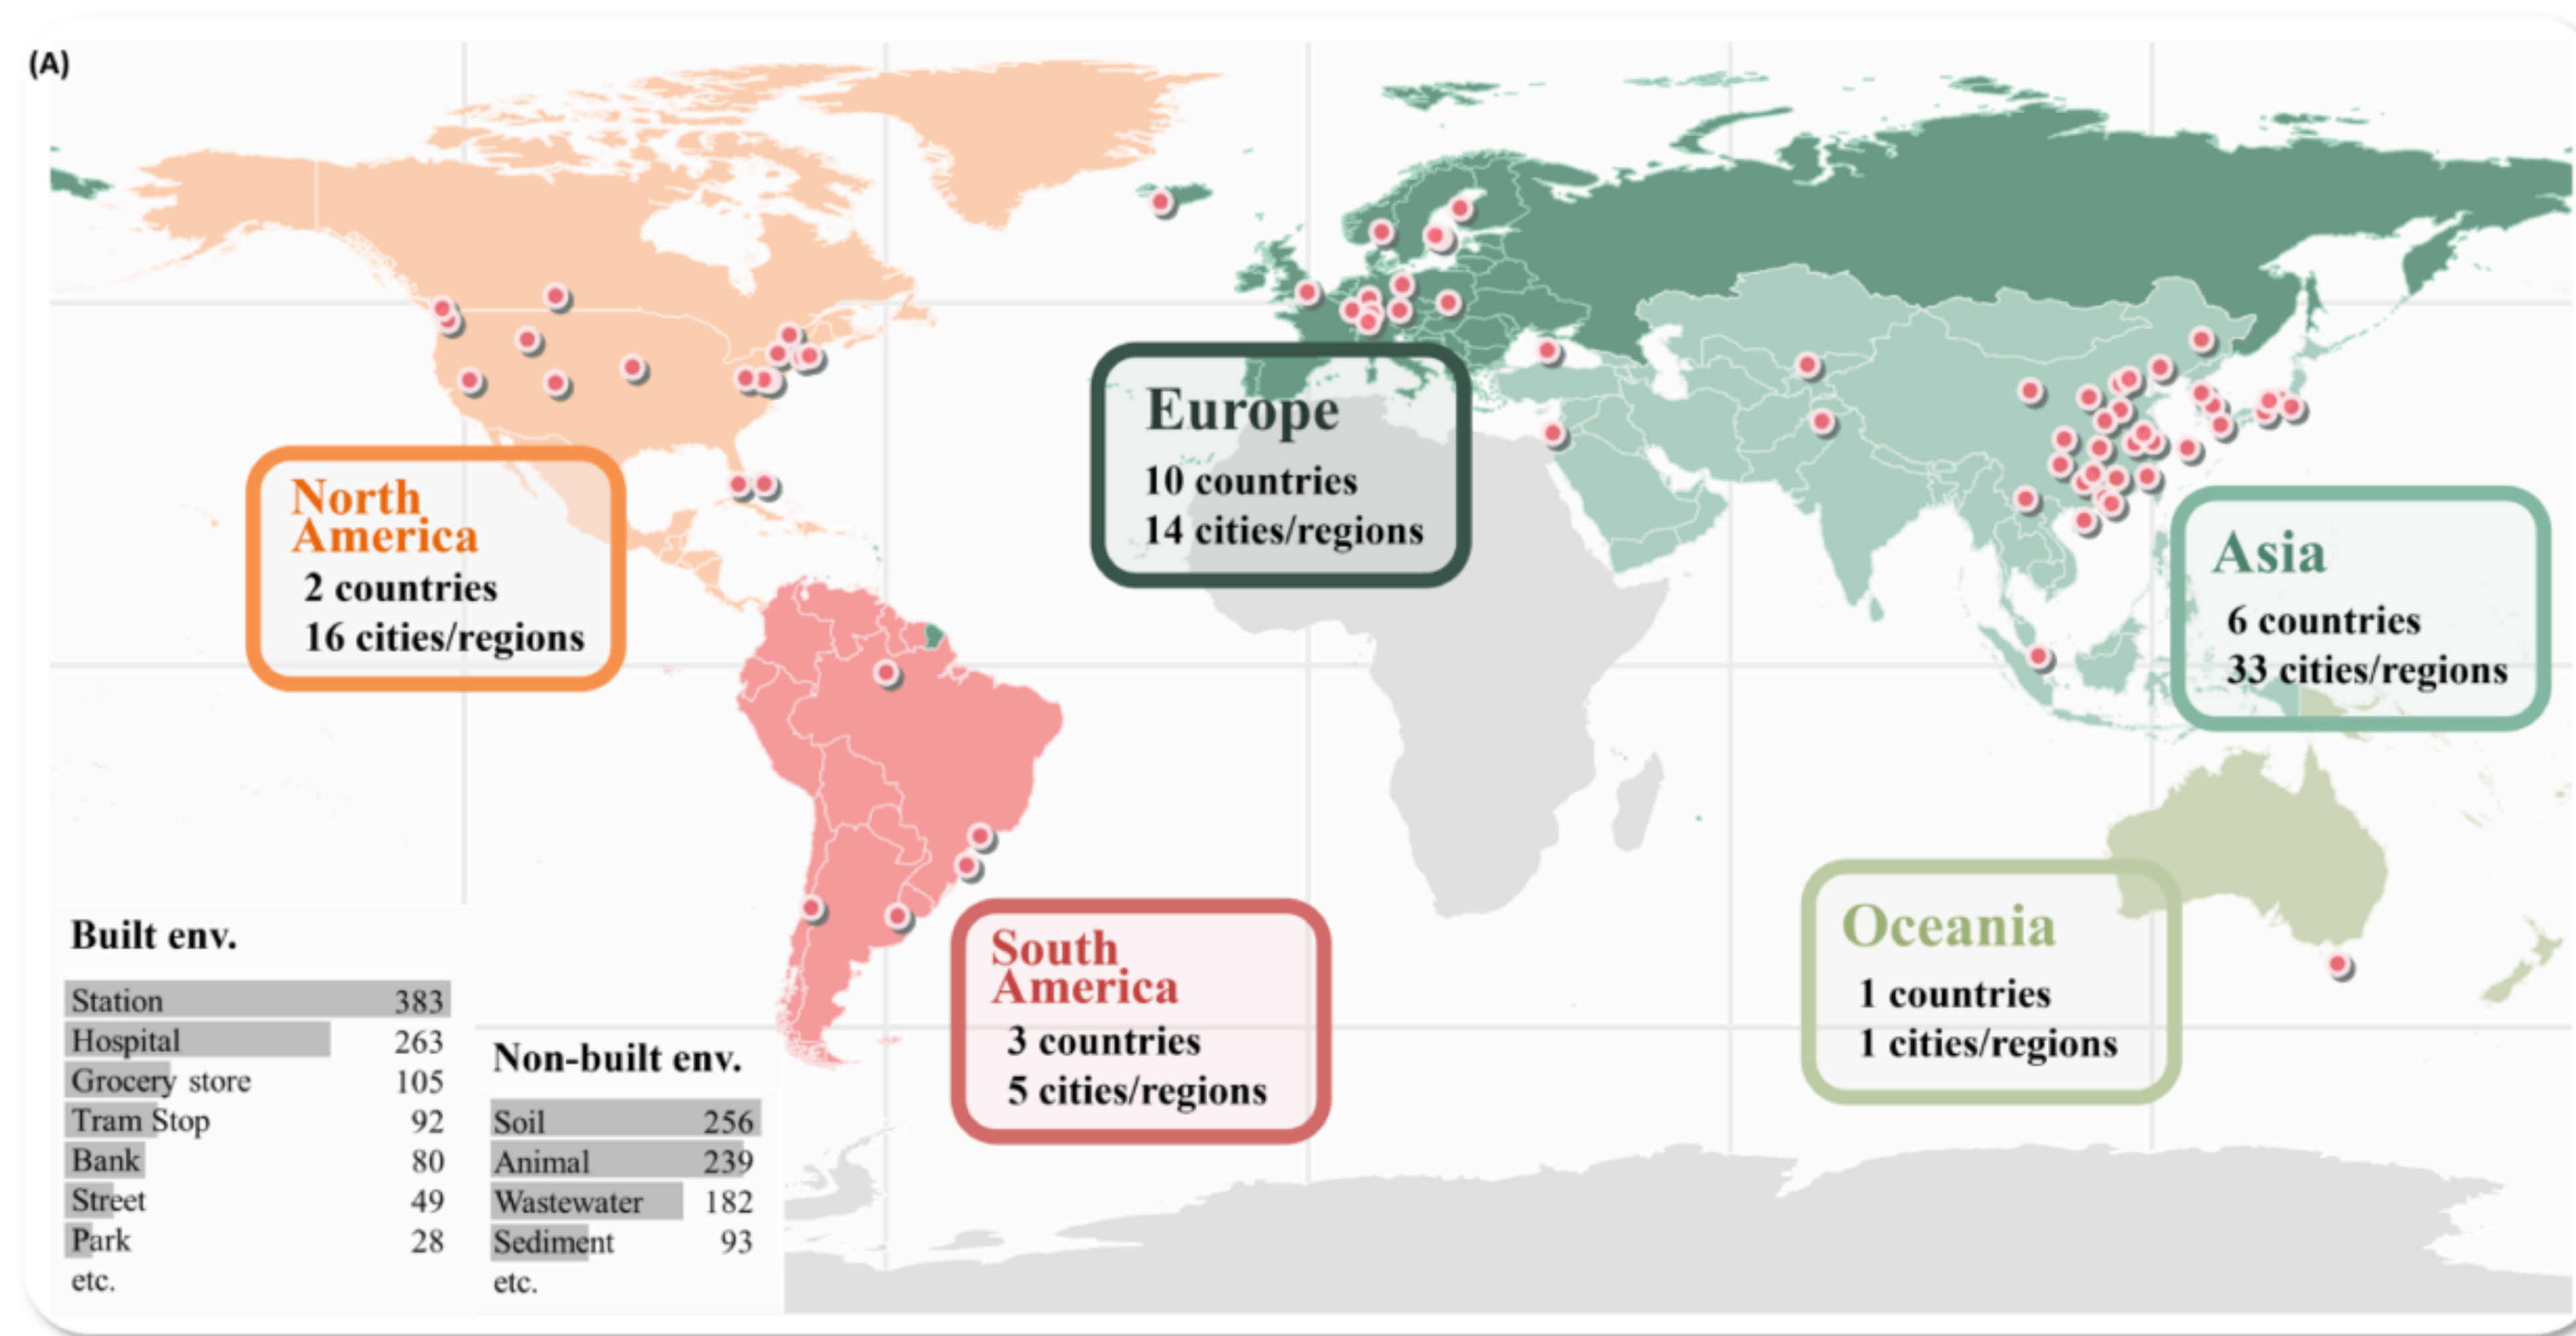 (A)
North
America
2 countries
16 cities/regions
Europe
10 countries
14 cities/regions
Asia
6 countries
33 cities/regions
South
America
3 countries
5 cities/regions
Oceania
1 countries
1 cities/regions
Built env.
Station 383
Hospital 263
Grocery store 105
Tram Stop 92
Bank 80
Street 49
Park 28
etc.
Non-built env.
Soil 256
Animal 239
Wastewater 182
Sediment 93
etc.